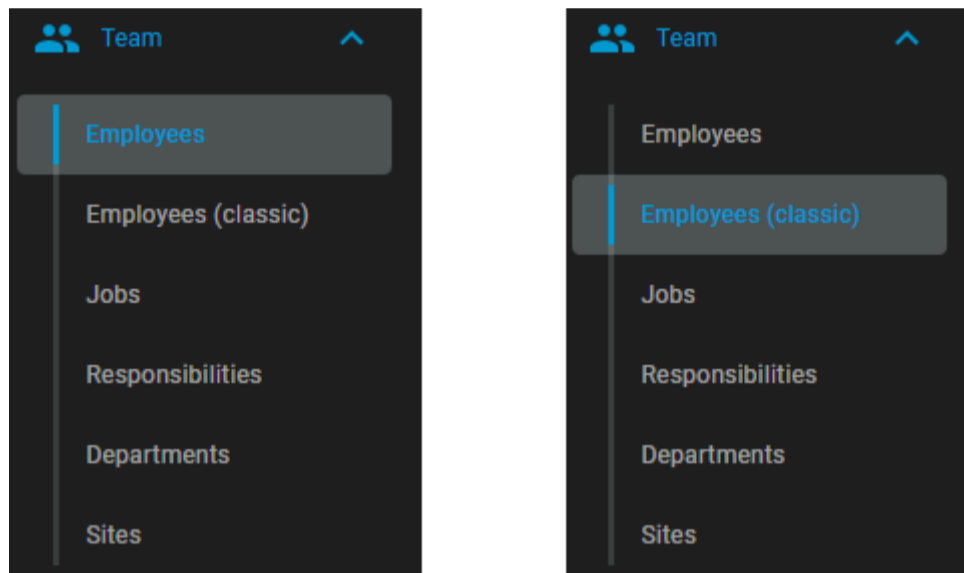 Team
Employees
Employees (classic)
Jobs
Responsibilities
Departments
Sites
Team
Employees
Employees (classic)
Jobs
Responsibilities
Departments
Sites